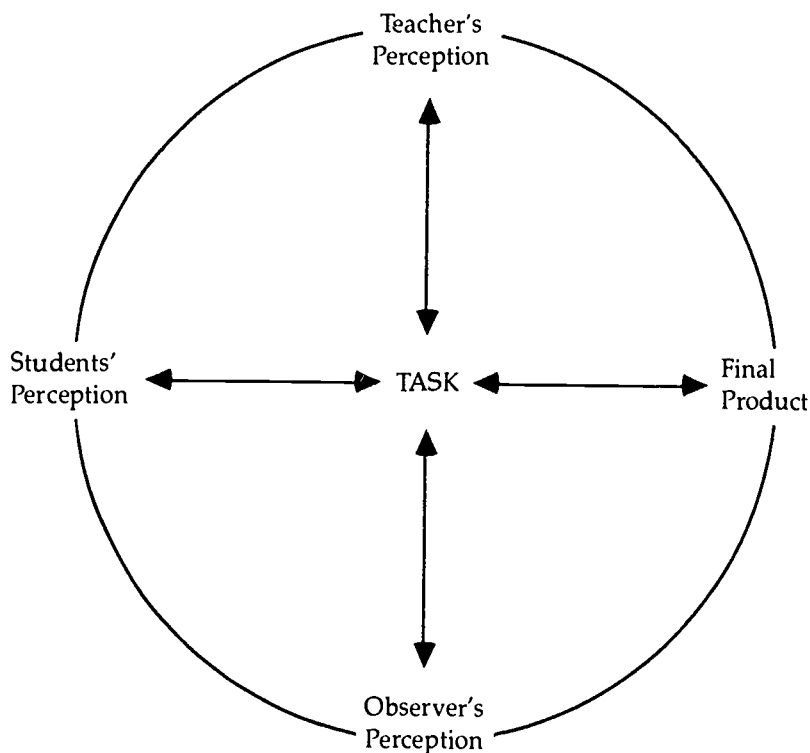 Teacher's
Perception
Students'
Perception
TASK
Final
Product
Observer's
Perception